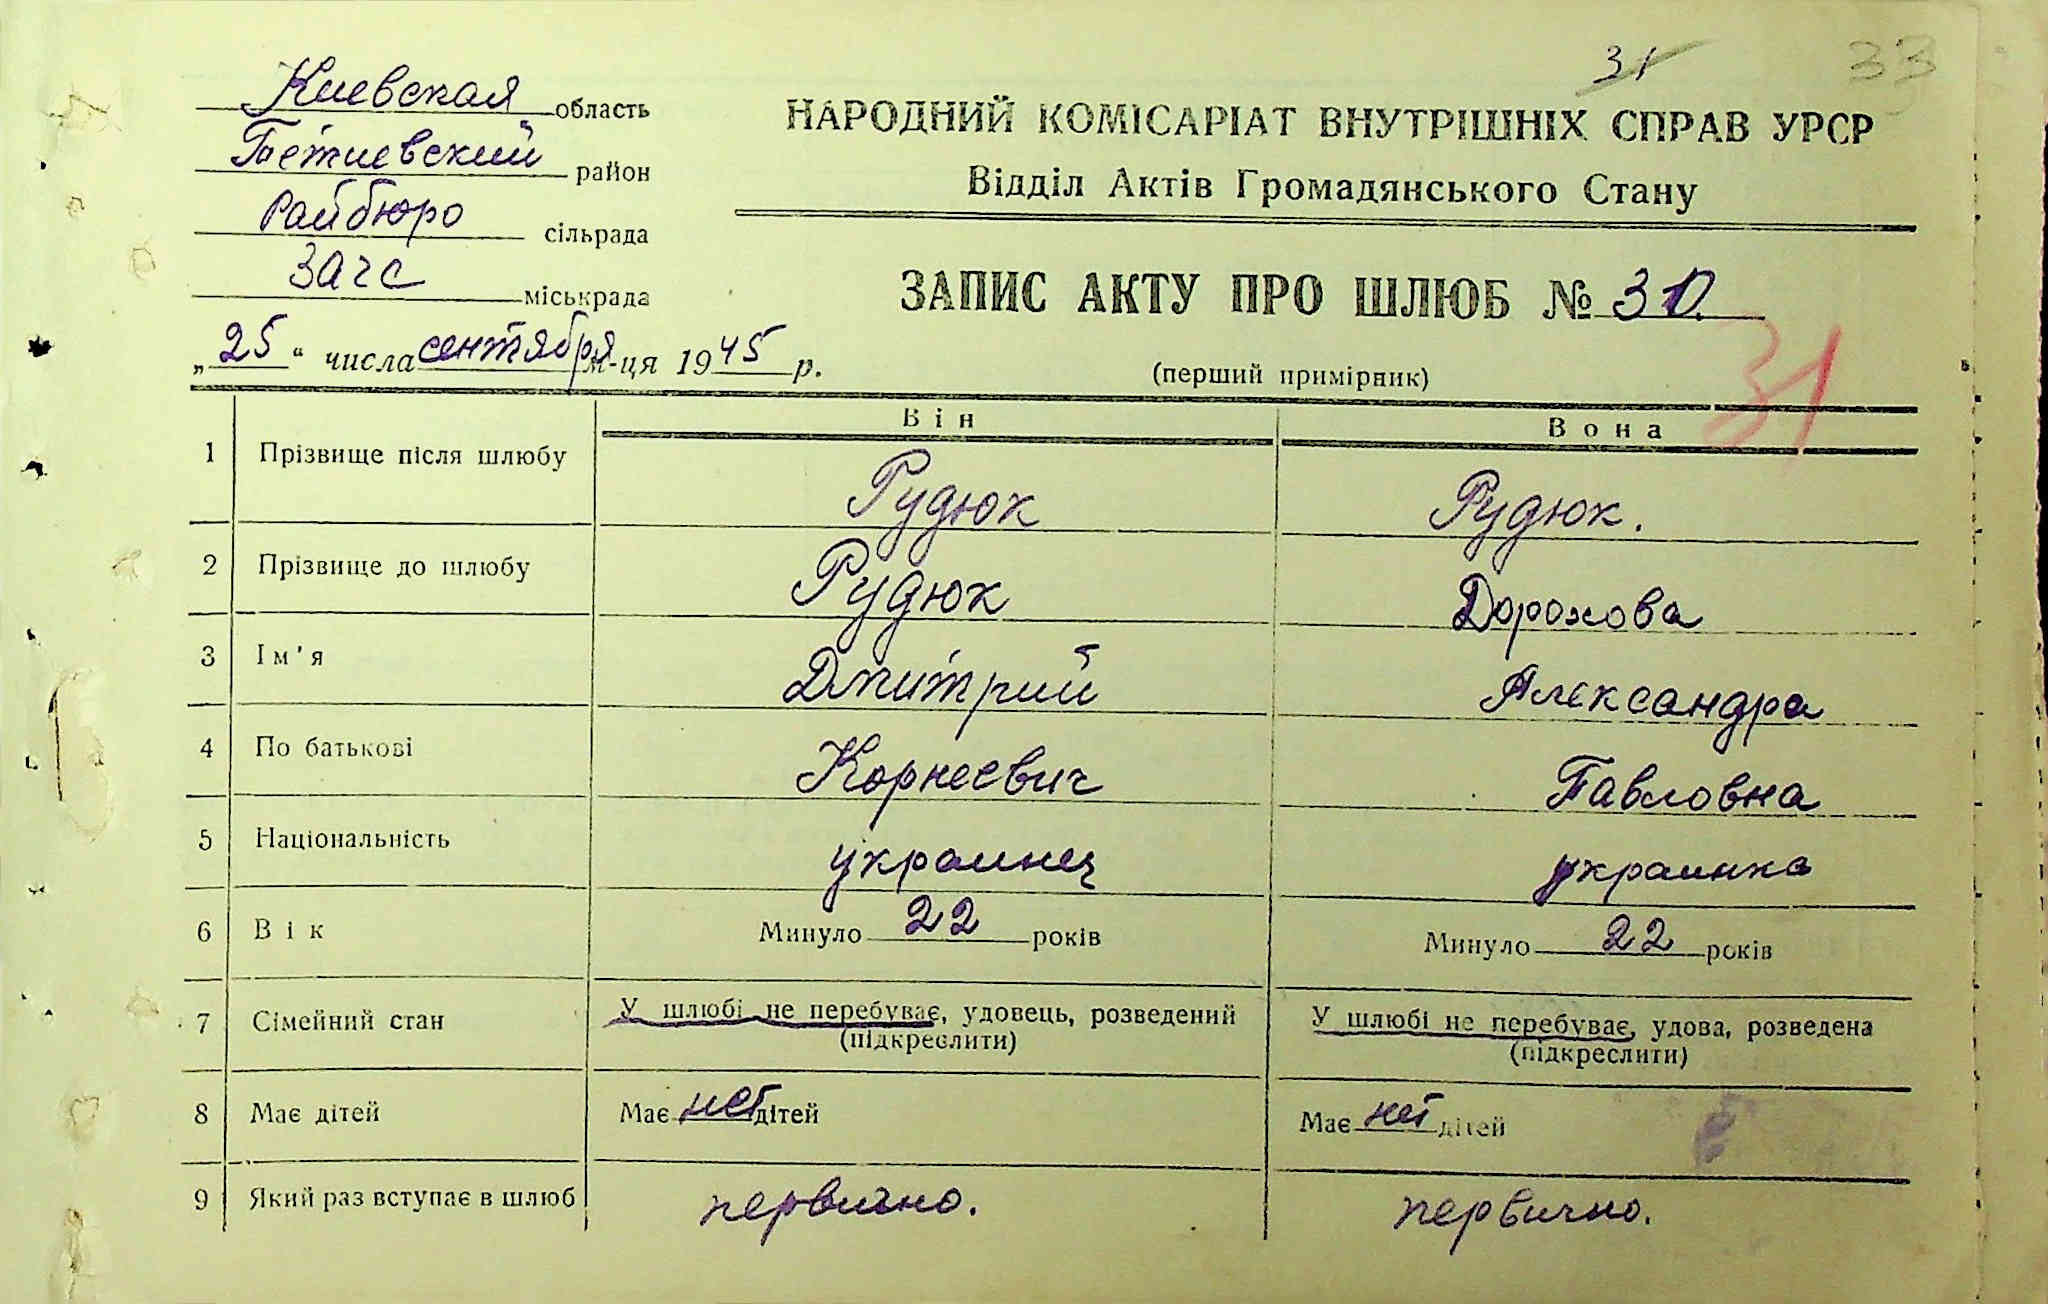 31 33
Киевская область
Тетиевский район
Райбюро сільрада
Загс міськрада
„25“ числа сентября м-ця 1945 р.
НАРОДНИЙ КОМІСАРІАТ ВНУТРІШНІХ СПРАВ УРСР
Відділ Актів Громадянського Стану
ЗАПИС АКТУ ПРО ШЛЮБ № 30.
(перший примірник)
31
Він Вона
1 Прізвище після шлюбу Рудюк Рудюк.
2 Прізвище до шлюбу Рудюк Дорохова
3 Ім'я Дмитрий Александра
4 По батькові Корнеевич Павловна
5 Національність украинец украинка
6 Вік Минуло 22 років Минуло 22 років
7 Сімейний стан У шлюбі не перебуває, удовець, розведений У шлюбі не перебуває, удова, розведена
(підкреслити) (підкреслити)
8 Має дітей Має нет дітей Має нет дітей
9 Який раз вступає в шлюб первично. первично.